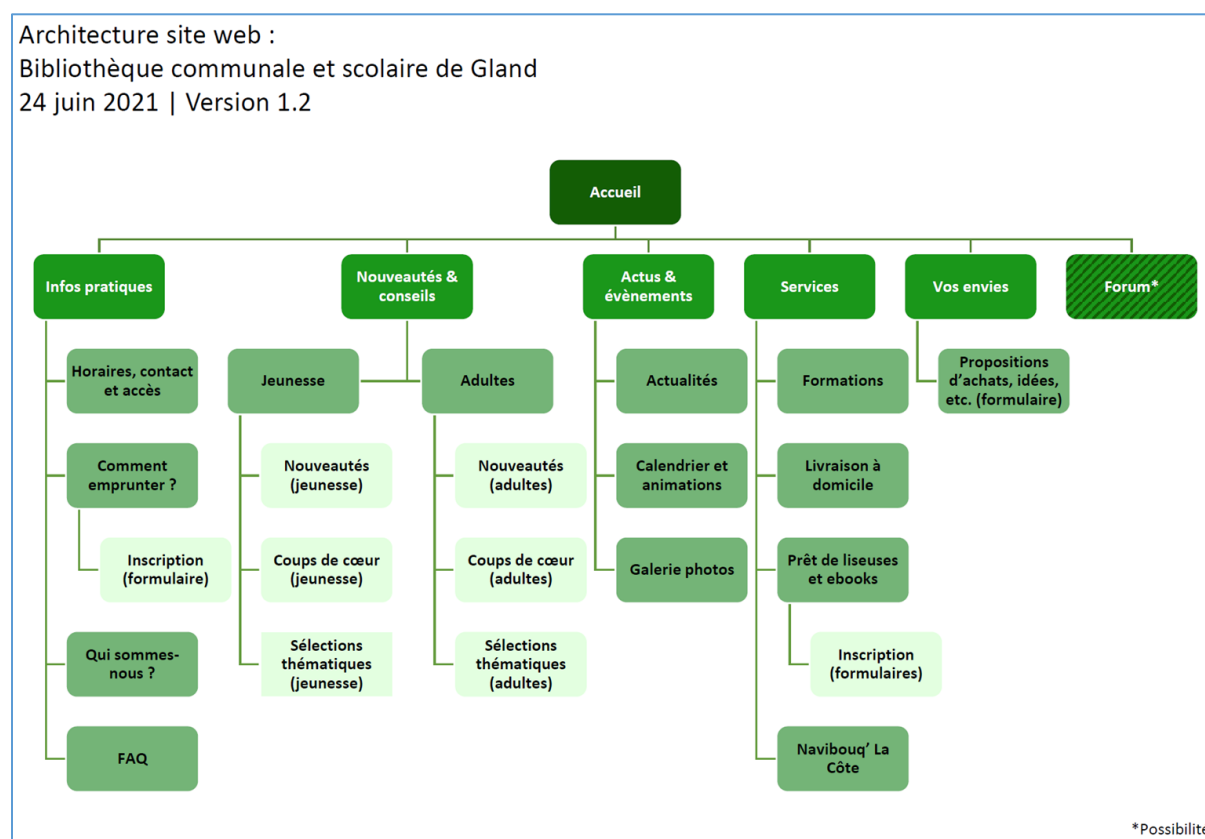 Architecture site web :
Bibliothèque communale et scolaire de Gland
24 juin 2021 | Version 1.2
Accueil
Infos pratiques
Nouveautés &
conseils
Actus &
évènements
Services
Vos envies
Forum*
Horaires, contact
et accès
Jeunesse
Adultes
Actualités
Formations
Propositions
d'achats, idées,
etc. (formulaire)
Comment
emprunter ?
Nouveautés
(jeunesse)
Nouveautés
(adultes)
Calendrier et
animations
Livraison à
domicile
Inscription
(formulaire)
Coups de cœur
(jeunesse)
Coups de cœur
(adultes)
Galerie photos
Prêt de liseuses
et ebooks
Qui sommes-
nous ?
Sélections
thématiques
(jeunesse)
Sélections
thématiques
(adultes)
Inscription
(formulaires)
FAQ
Navibouq' La
Côte
*Possibilité